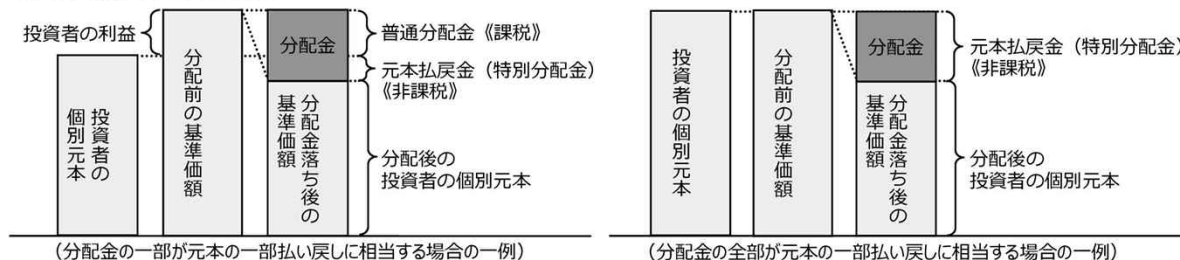 投資者の利益
投資者の
個別元本
分配前の基準価額
分配金
分配金落ち後の
基準価額
普通分配金《課税》
元本払戻金（特別分配金）
《非課税》
分配後の
投資者の個別元本
（分配金の一部が元本の一部払い戻しに相当する場合の一例）
投資者の個別元本
分配前の基準価額
分配金
分配金落ち後の
基準価額
元本払戻金（特別分配金）
《非課税》
分配後の
投資者の個別元本
（分配金の全部が元本の一部払い戻しに相当する場合の一例）